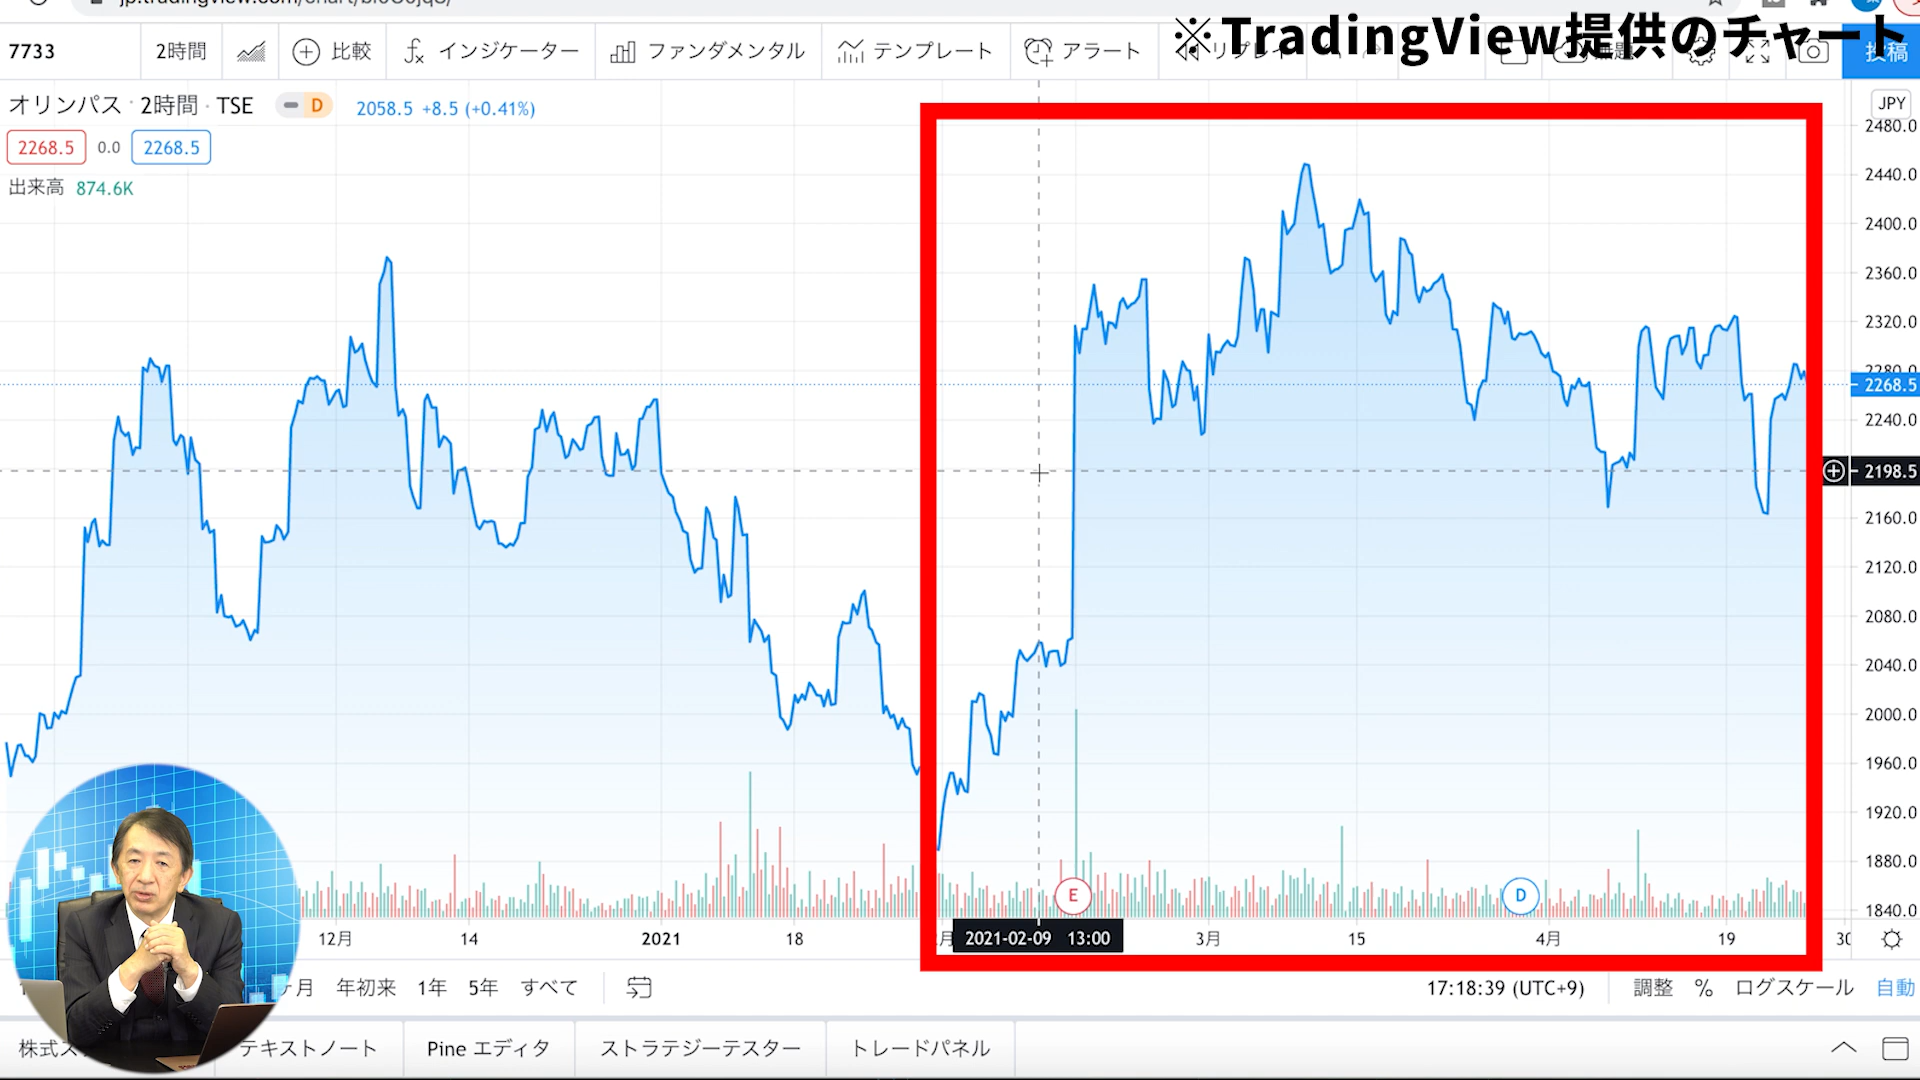 ※TradingView提供のチャート
7733
2時間
比較
インジケーター
ファンダメンタル
テンプレート
アラート
投稿
オリンパス · 2時間 · TSE
D
2058.5 +8.5 (+0.41%)
2268.5
0.0
2268.5
出来高 874.6K
JPY
2480.0
2440.0
2400.0
2360.0
2320.0
2280.0
2268.5
2240.0
2198.5
2160.0
2120.0
2080.0
2040.0
2000.0
1960.0
1920.0
1880.0
1840.0
E
D
12月
14
2021
18
2021-02-09 13:00
3月
15
4月
19
年初来
1年
5年
すべて
17:18:39 (UTC+9)
調整
%
ログスケール
自動
テキストノート
Pine エディタ
ストラテジーテスター
トレードパネル